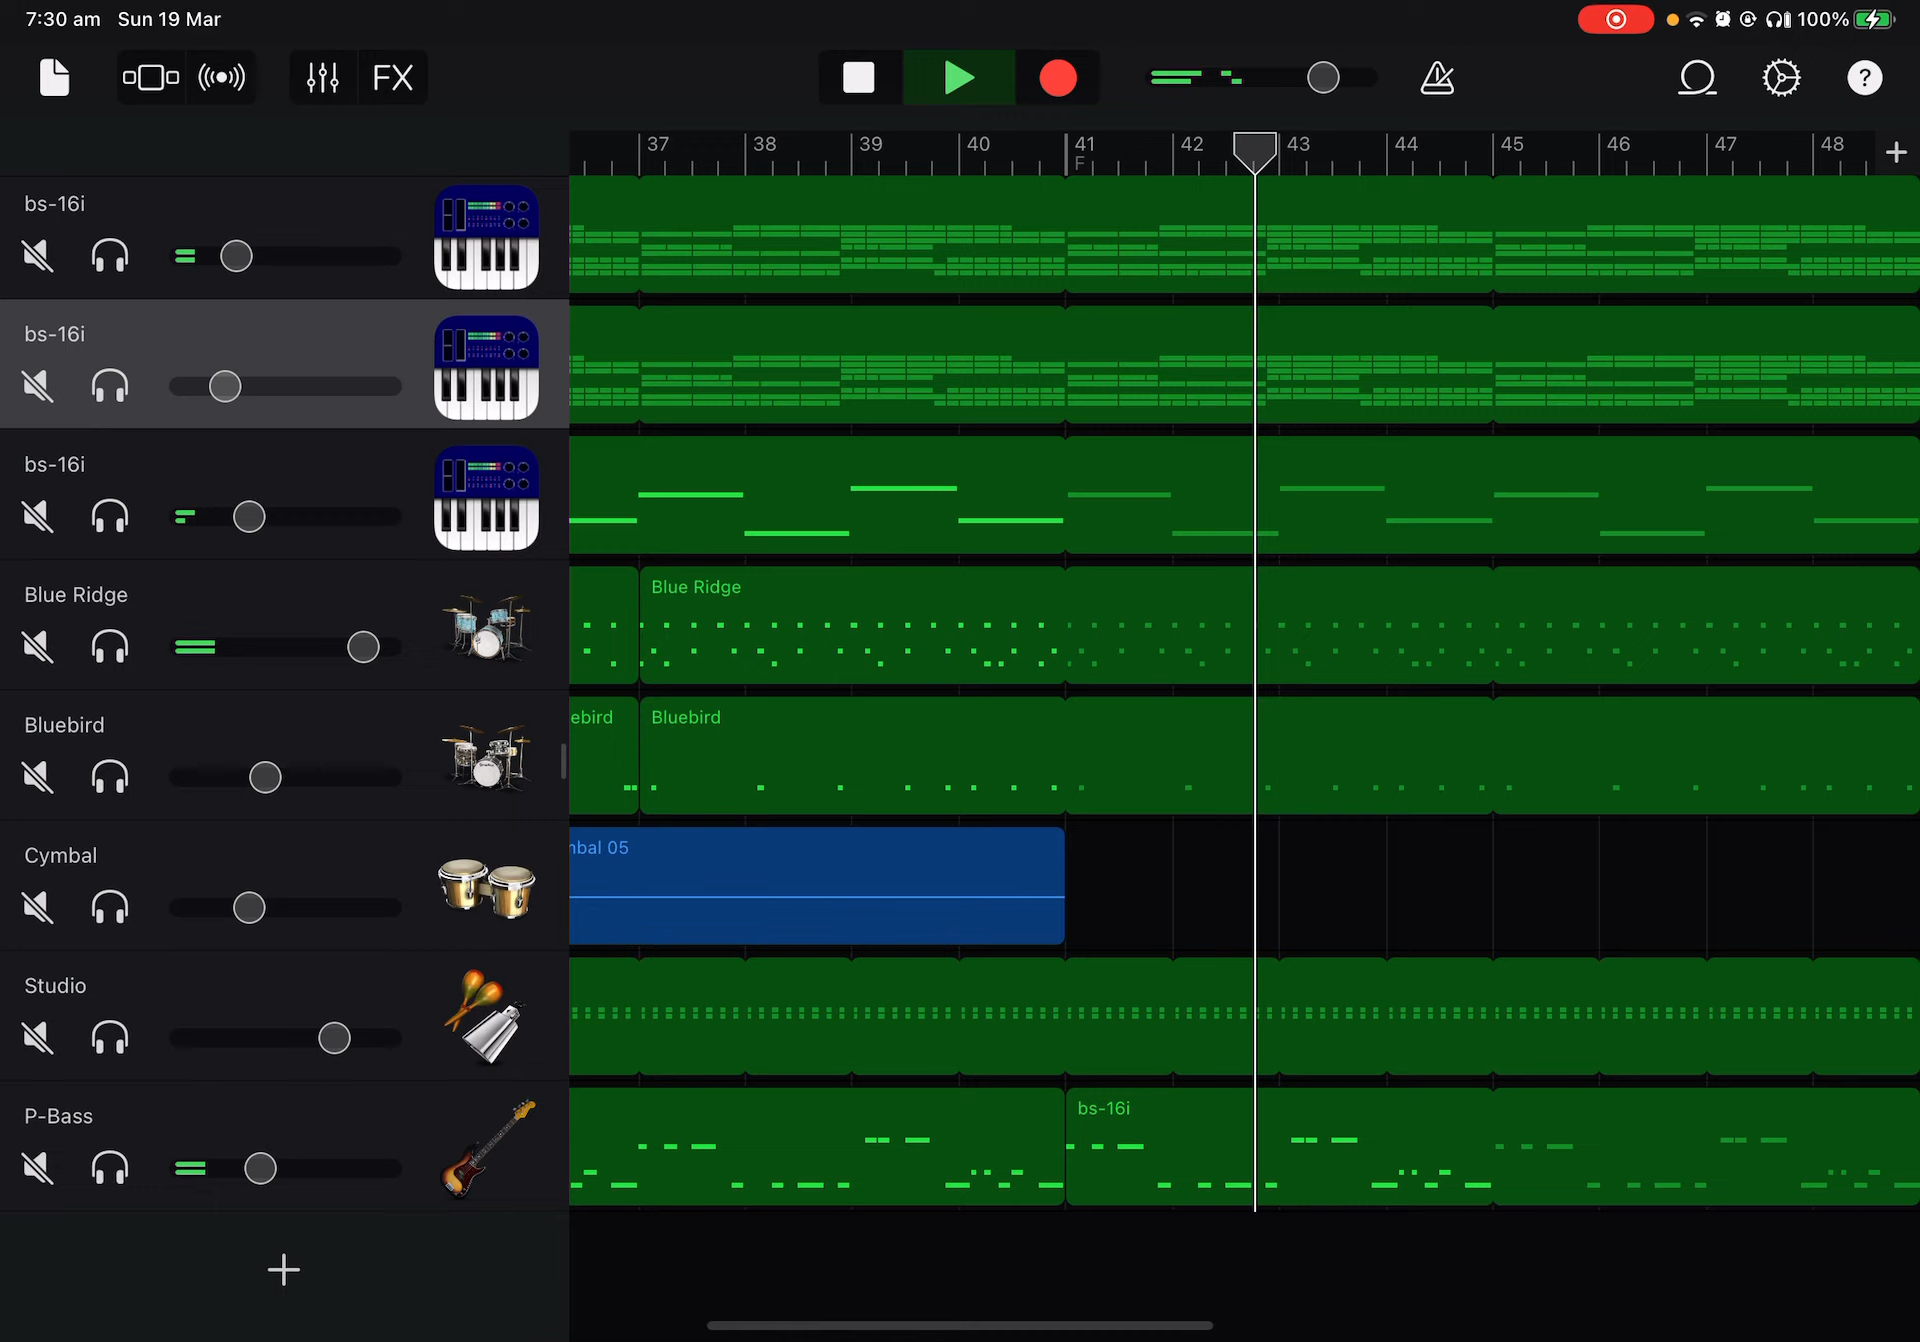 7:30 am Sun 19 Mar
100%
FX
?
37 38 39 40 41 42 43 44 45 46 47 48
F
bs-16i
bs-16i
bs-16i
Blue Ridge
Blue Ridge
Bluebird
ebird
Bluebird
Cymbal
nbal 05
Studio
P-Bass
bs-16i